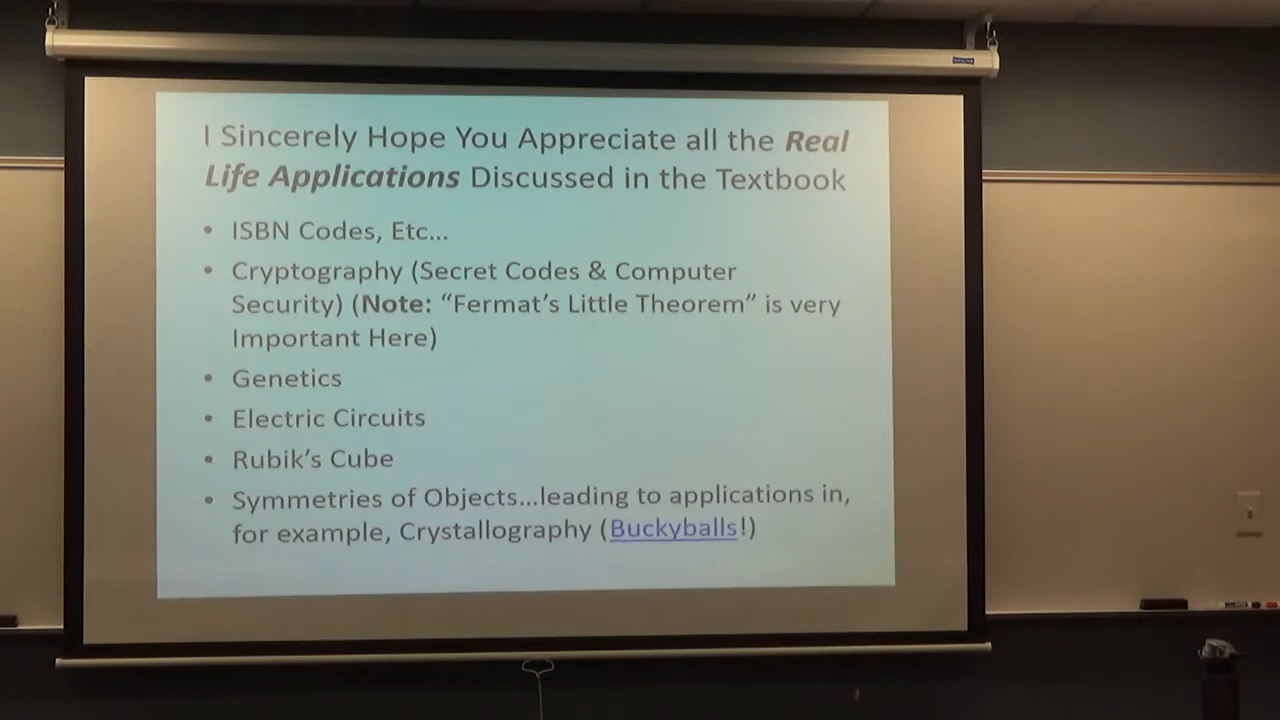 I Sincerely Hope You Appreciate all the Real
Life Applications Discussed in the Textbook
• ISBN Codes, Etc...
• Cryptography (Secret Codes & Computer
Security) (Note: “Fermat’s Little Theorem” is very
Important Here)
• Genetics
• Electric Circuits
• Rubik’s Cube
• Symmetries of Objects...leading to applications in,
for example, Crystallography (Buckyballs!)